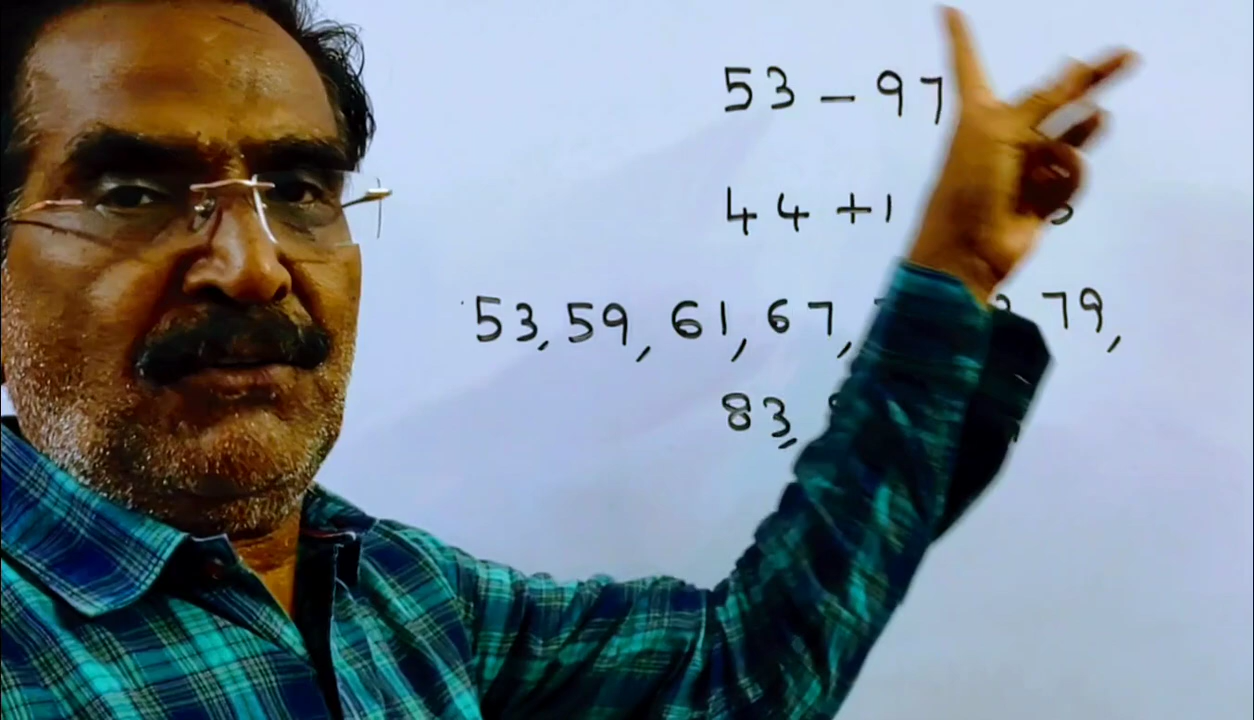 53 - 97
44 + 1
53, 59, 61, 67, 79,
83,